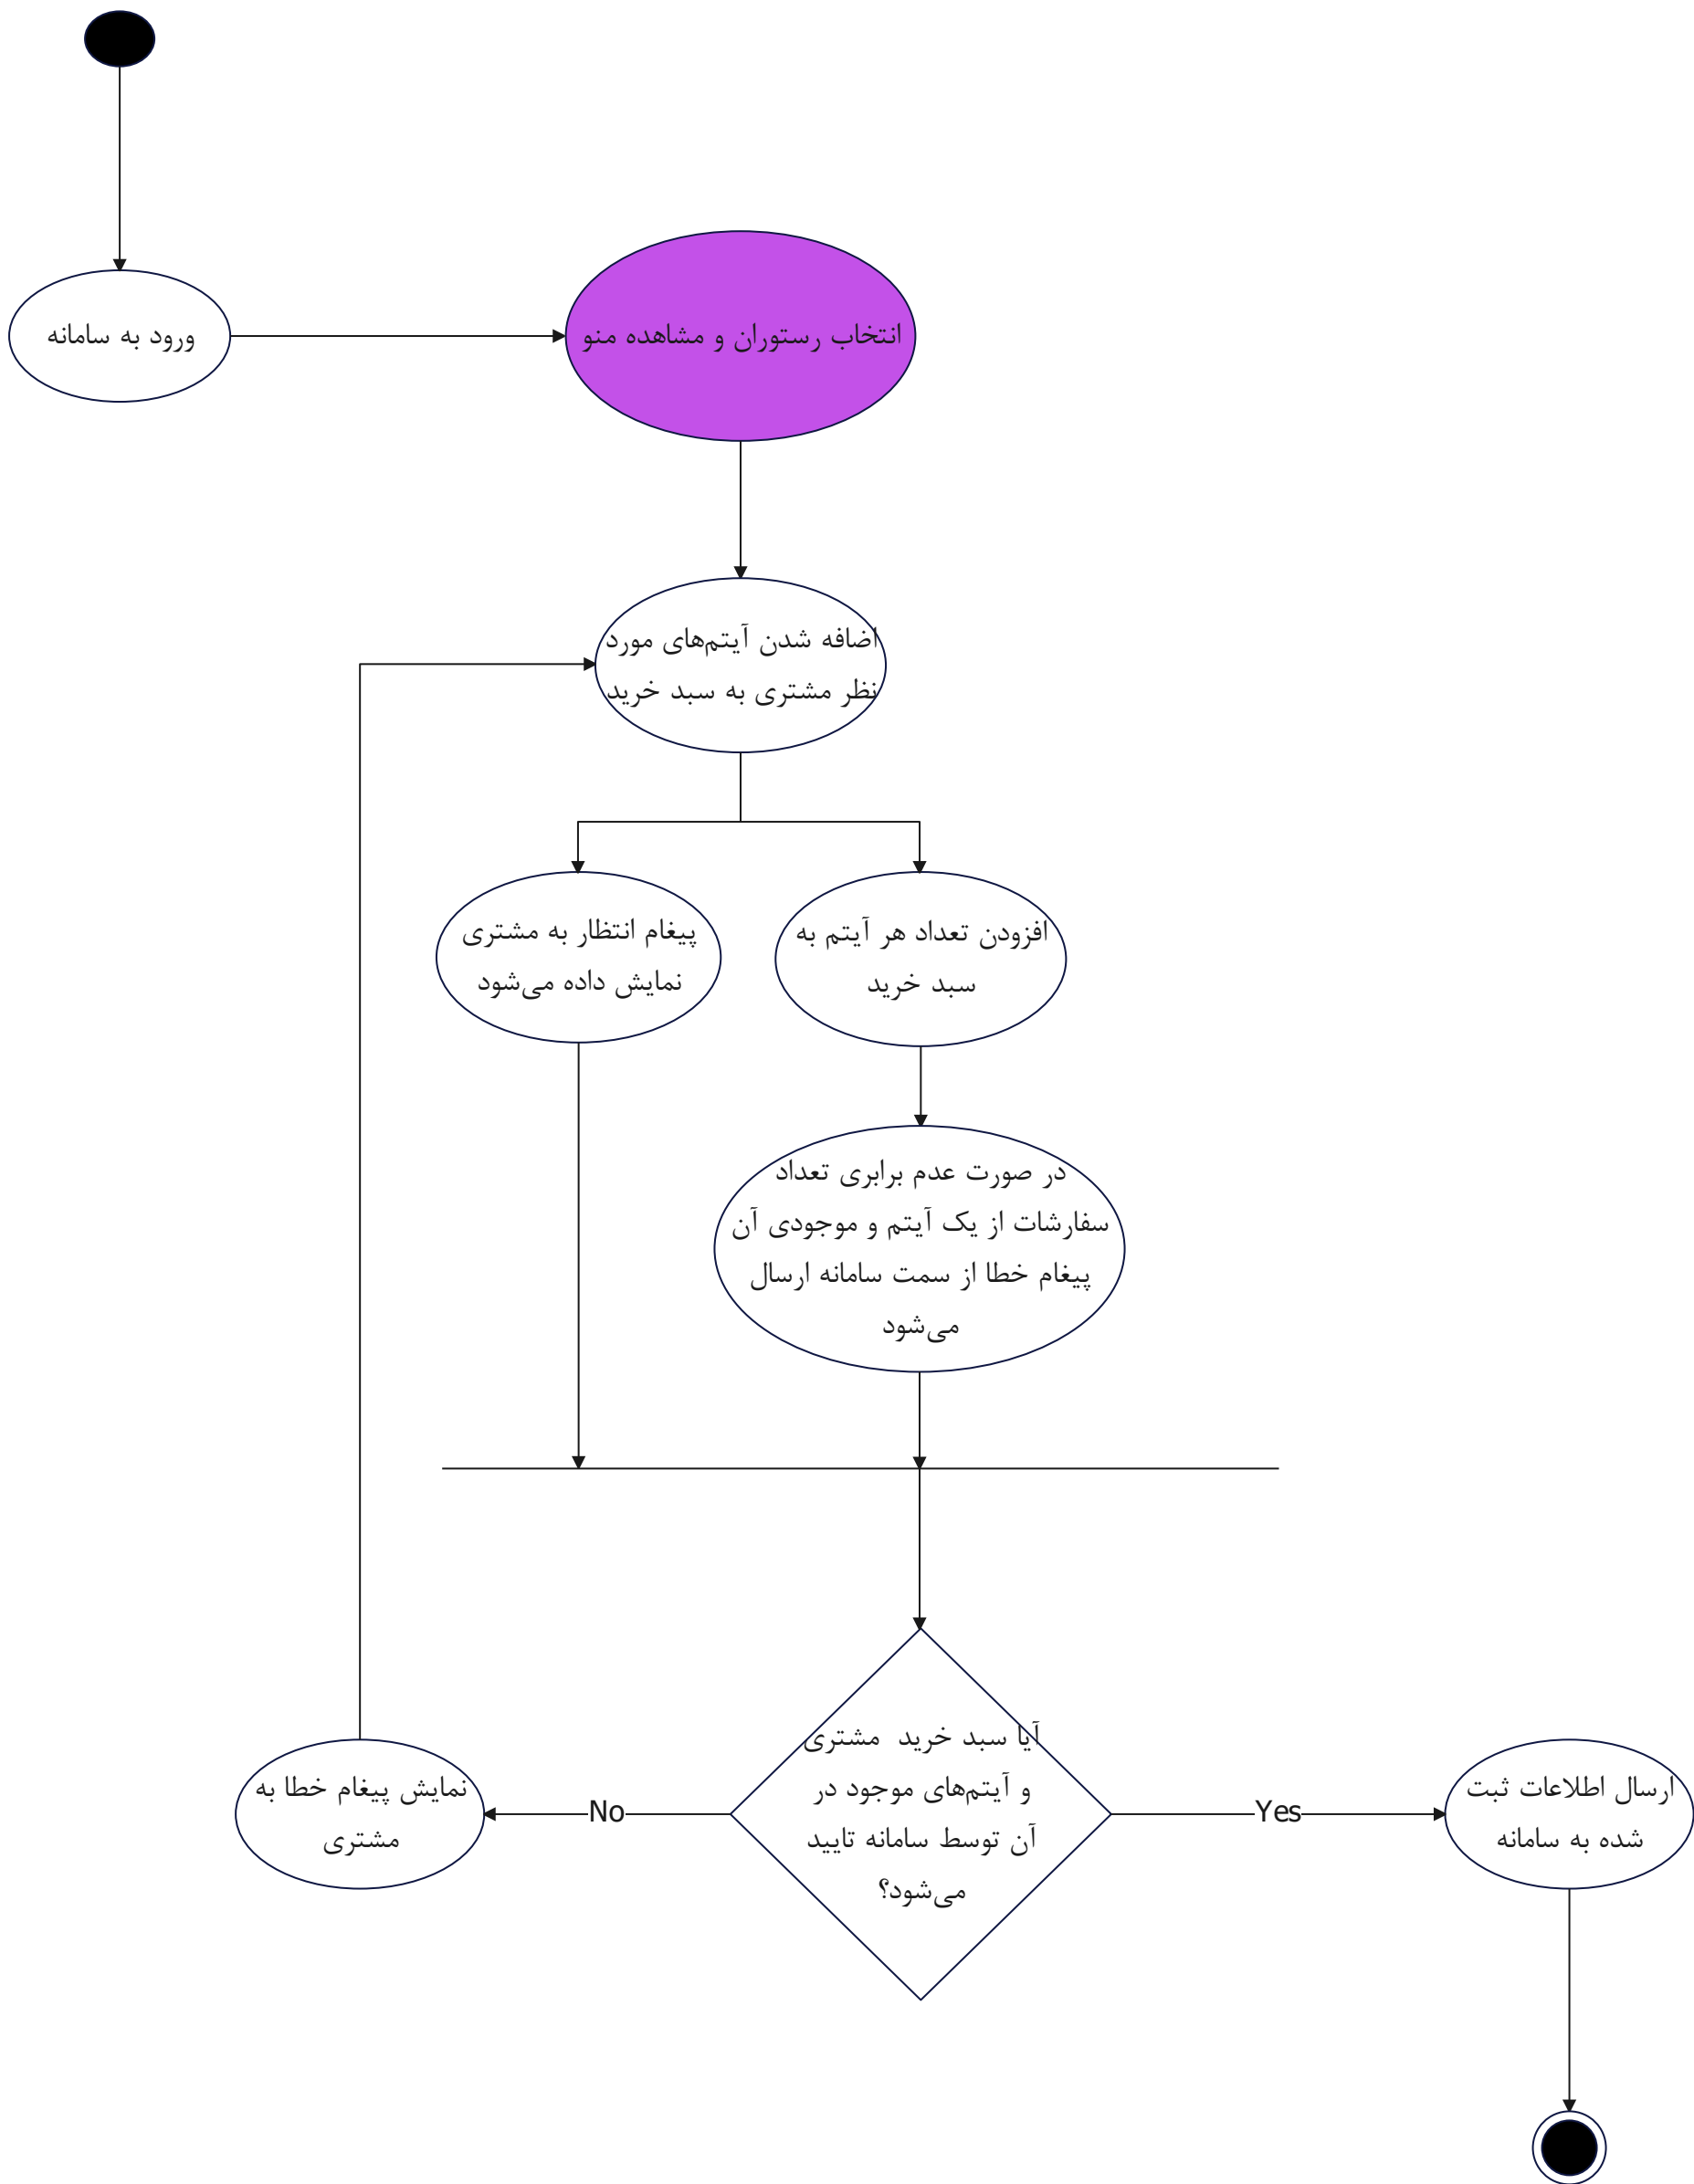 ورود به سامانه
انتخاب رستوران و مشاهده منو
اضافه شدن آیتم‌های مورد
نظر مشتری به سبد خرید
پیغام انتظار به مشتری
نمایش داده می‌شود
افزودن تعداد هر آیتم به
سبد خرید
در صورت عدم برابری تعداد
سفارشات از یک آیتم و موجودی آن
پیغام خطا از سمت سامانه ارسال
می‌شود
آیا سبد خرید  مشتری
و آیتم‌های موجود در
آن توسط سامانه تایید
می‌شود؟
No
نمایش پیغام خطا به
مشتری
Yes
ارسال اطلاعات ثبت
شده به سامانه